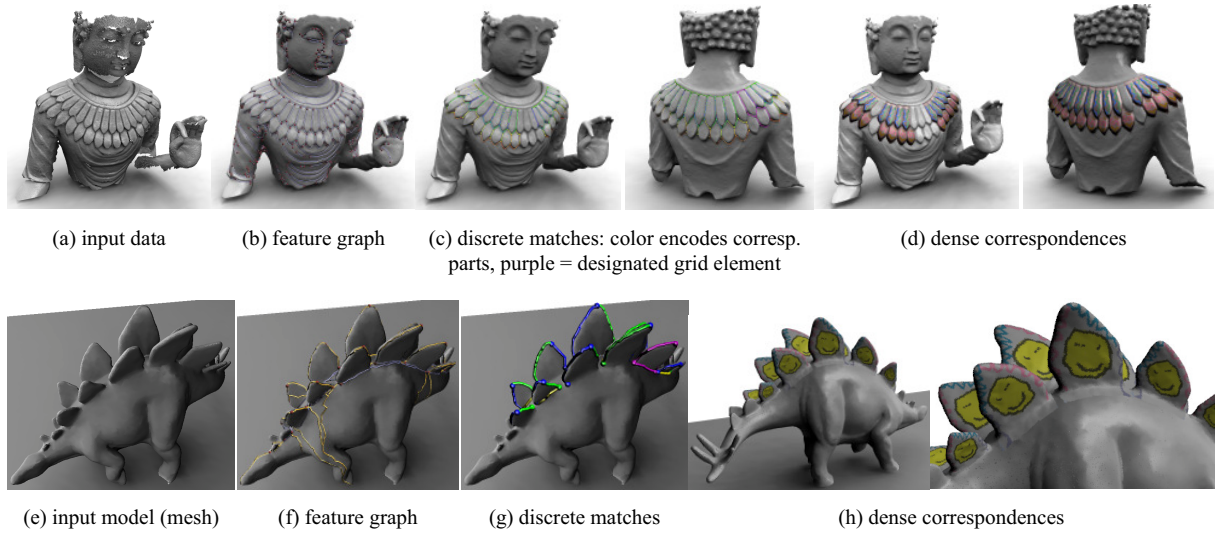 (a) input data
(b) feature graph
(c) discrete matches: color encodes corresp.
parts, purple = designated grid element
(d) dense correspondences
(e) input model (mesh)
(f) feature graph
(g) discrete matches
(h) dense correspondences